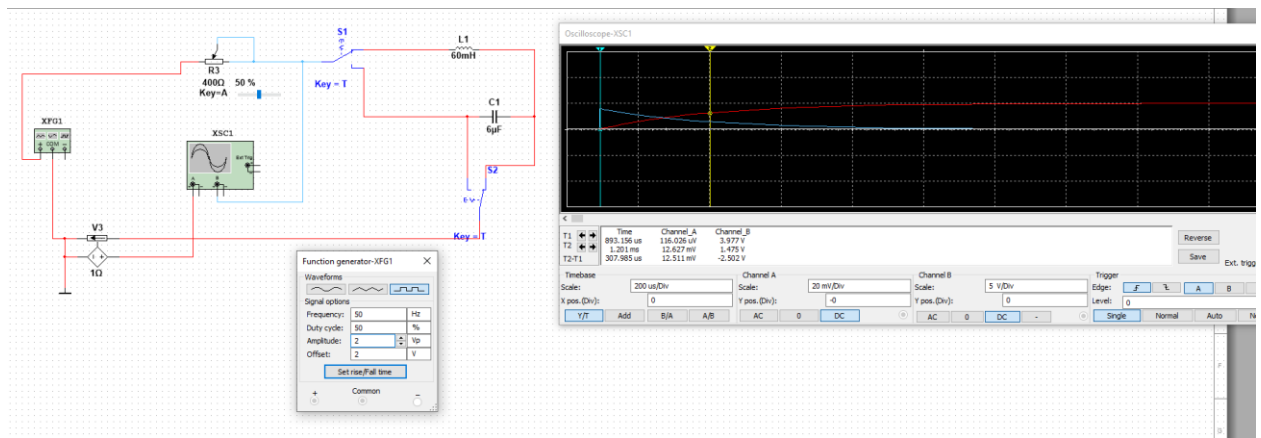 S1
Key = T
L1
60mH
R3
400Ω 50 %
Key=A
C1
6µF
XFG1
COM
XSC1
Ext Trig
A B
S2
Key = T
V3
1Ω
Function generator-XFG1
Waveforms
Signal options
Frequency: 50 Hz
Duty cycle: 50 %
Amplitude: 2 Vp
Offset: 2 V
Set rise/Fall time
+ Common −
Oscilloscope-XSC1
Time Channel_A Channel_B
T1 893.156 us 116.026 uV 3.977 V
T2 1.201 ms 12.627 mV 1.475 V
T2-T1 307.985 us 12.511 mV -2.502 V
Reverse
Save
Ext. trigg
Timebase
Scale: 200 us/Div
X pos.(Div): 0
Y/T Add B/A A/B
Channel A
Scale: 20 mV/Div
Y pos.(Div): -0
AC 0 DC
Channel B
Scale: 5 V/Div
Y pos.(Div): 0
AC 0 DC -
Trigger
Edge: A B
Level: 0
Single Normal Auto
F
G